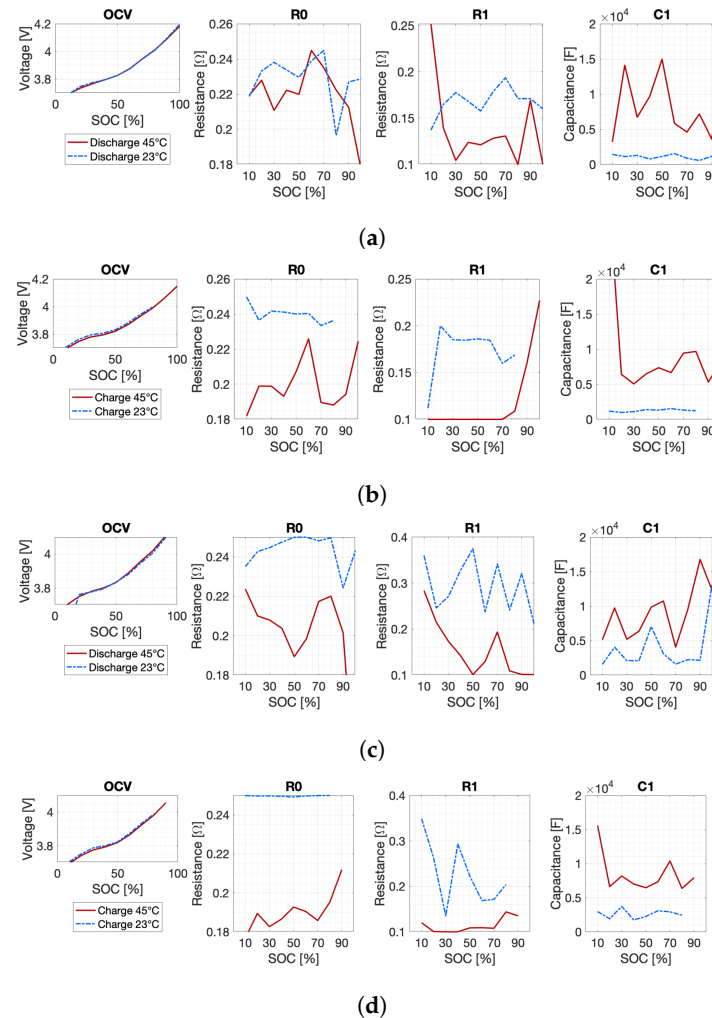 OCV
Voltage [V]
4.2
4
3.8
0
50
100
SOC [%]
Discharge 45°C
Discharge 23°C
R0
Resistance [Ω]
0.26
0.24
0.22
0.2
0.18
10 30 50 70 90
SOC [%]
R1
Resistance [Ω]
0.25
0.2
0.15
0.1
10 30 50 70 90
SOC [%]
C1
Capacitance [F]
×10⁴
2
1.5
1
0.5
0
10 30 50 70 90
SOC [%]
(a)
OCV
Voltage [V]
4.2
4
3.8
0
50
100
SOC [%]
Charge 45°C
Charge 23°C
R0
Resistance [Ω]
0.26
0.24
0.22
0.2
0.18
10 30 50 70 90
SOC [%]
R1
Resistance [Ω]
0.25
0.2
0.15
0.1
10 30 50 70 90
SOC [%]
C1
Capacitance [F]
×10⁴
2
1.5
1
0.5
0
10 30 50 70 90
SOC [%]
(b)
OCV
Voltage [V]
4
3.8
0
50
100
SOC [%]
Discharge 45°C
Discharge 23°C
R0
Resistance [Ω]
0.24
0.22
0.2
0.18
10 30 50 70 90
SOC [%]
R1
Resistance [Ω]
0.4
0.3
0.2
0.1
10 30 50 70 90
SOC [%]
C1
Capacitance [F]
×10⁴
2
1.5
1
0.5
0
10 30 50 70 90
SOC [%]
(c)
OCV
Voltage [V]
4
3.8
0
50
100
SOC [%]
Charge 45°C
Charge 23°C
R0
Resistance [Ω]
0.24
0.22
0.2
0.18
10 30 50 70 90
SOC [%]
R1
Resistance [Ω]
0.4
0.3
0.2
0.1
10 30 50 70 90
SOC [%]
C1
Capacitance [F]
×10⁴
2
1.5
1
0.5
0
10 30 50 70 90
SOC [%]
(d)